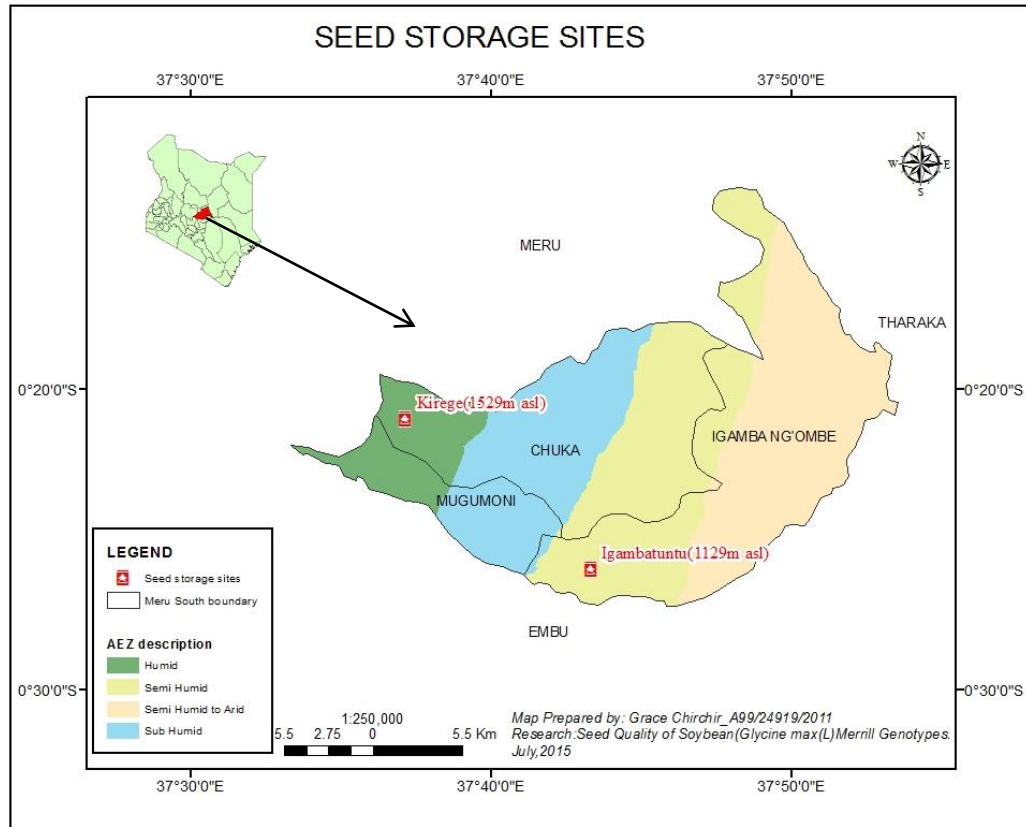 SEED STORAGE SITES
37°30'0"E 37°40'0"E 37°50'0"E
N
W E
S
MERU
THARAKA
0°20'0"S 0°20'0"S
Kirege(1529m asl)
IGAMBA NG'OMBE
CHUKA
MUGUMONI
Igambatuntu(1129m asl)
EMBU
LEGEND
Seed storage sites
Meru South boundary
AEZ description
Humid
Semi Humid
Semi Humid to Arid
Sub Humid
0°30'0"S 0°30'0"S
1:250,000
5.5 2.75 0 5.5 Km
Map Prepared by: Grace Chirchir_A99/24919/2011
Research:Seed Quality of Soybean(Glycine max(L)Merrill Genotypes.
July,2015
37°30'0"E 37°40'0"E 37°50'0"E